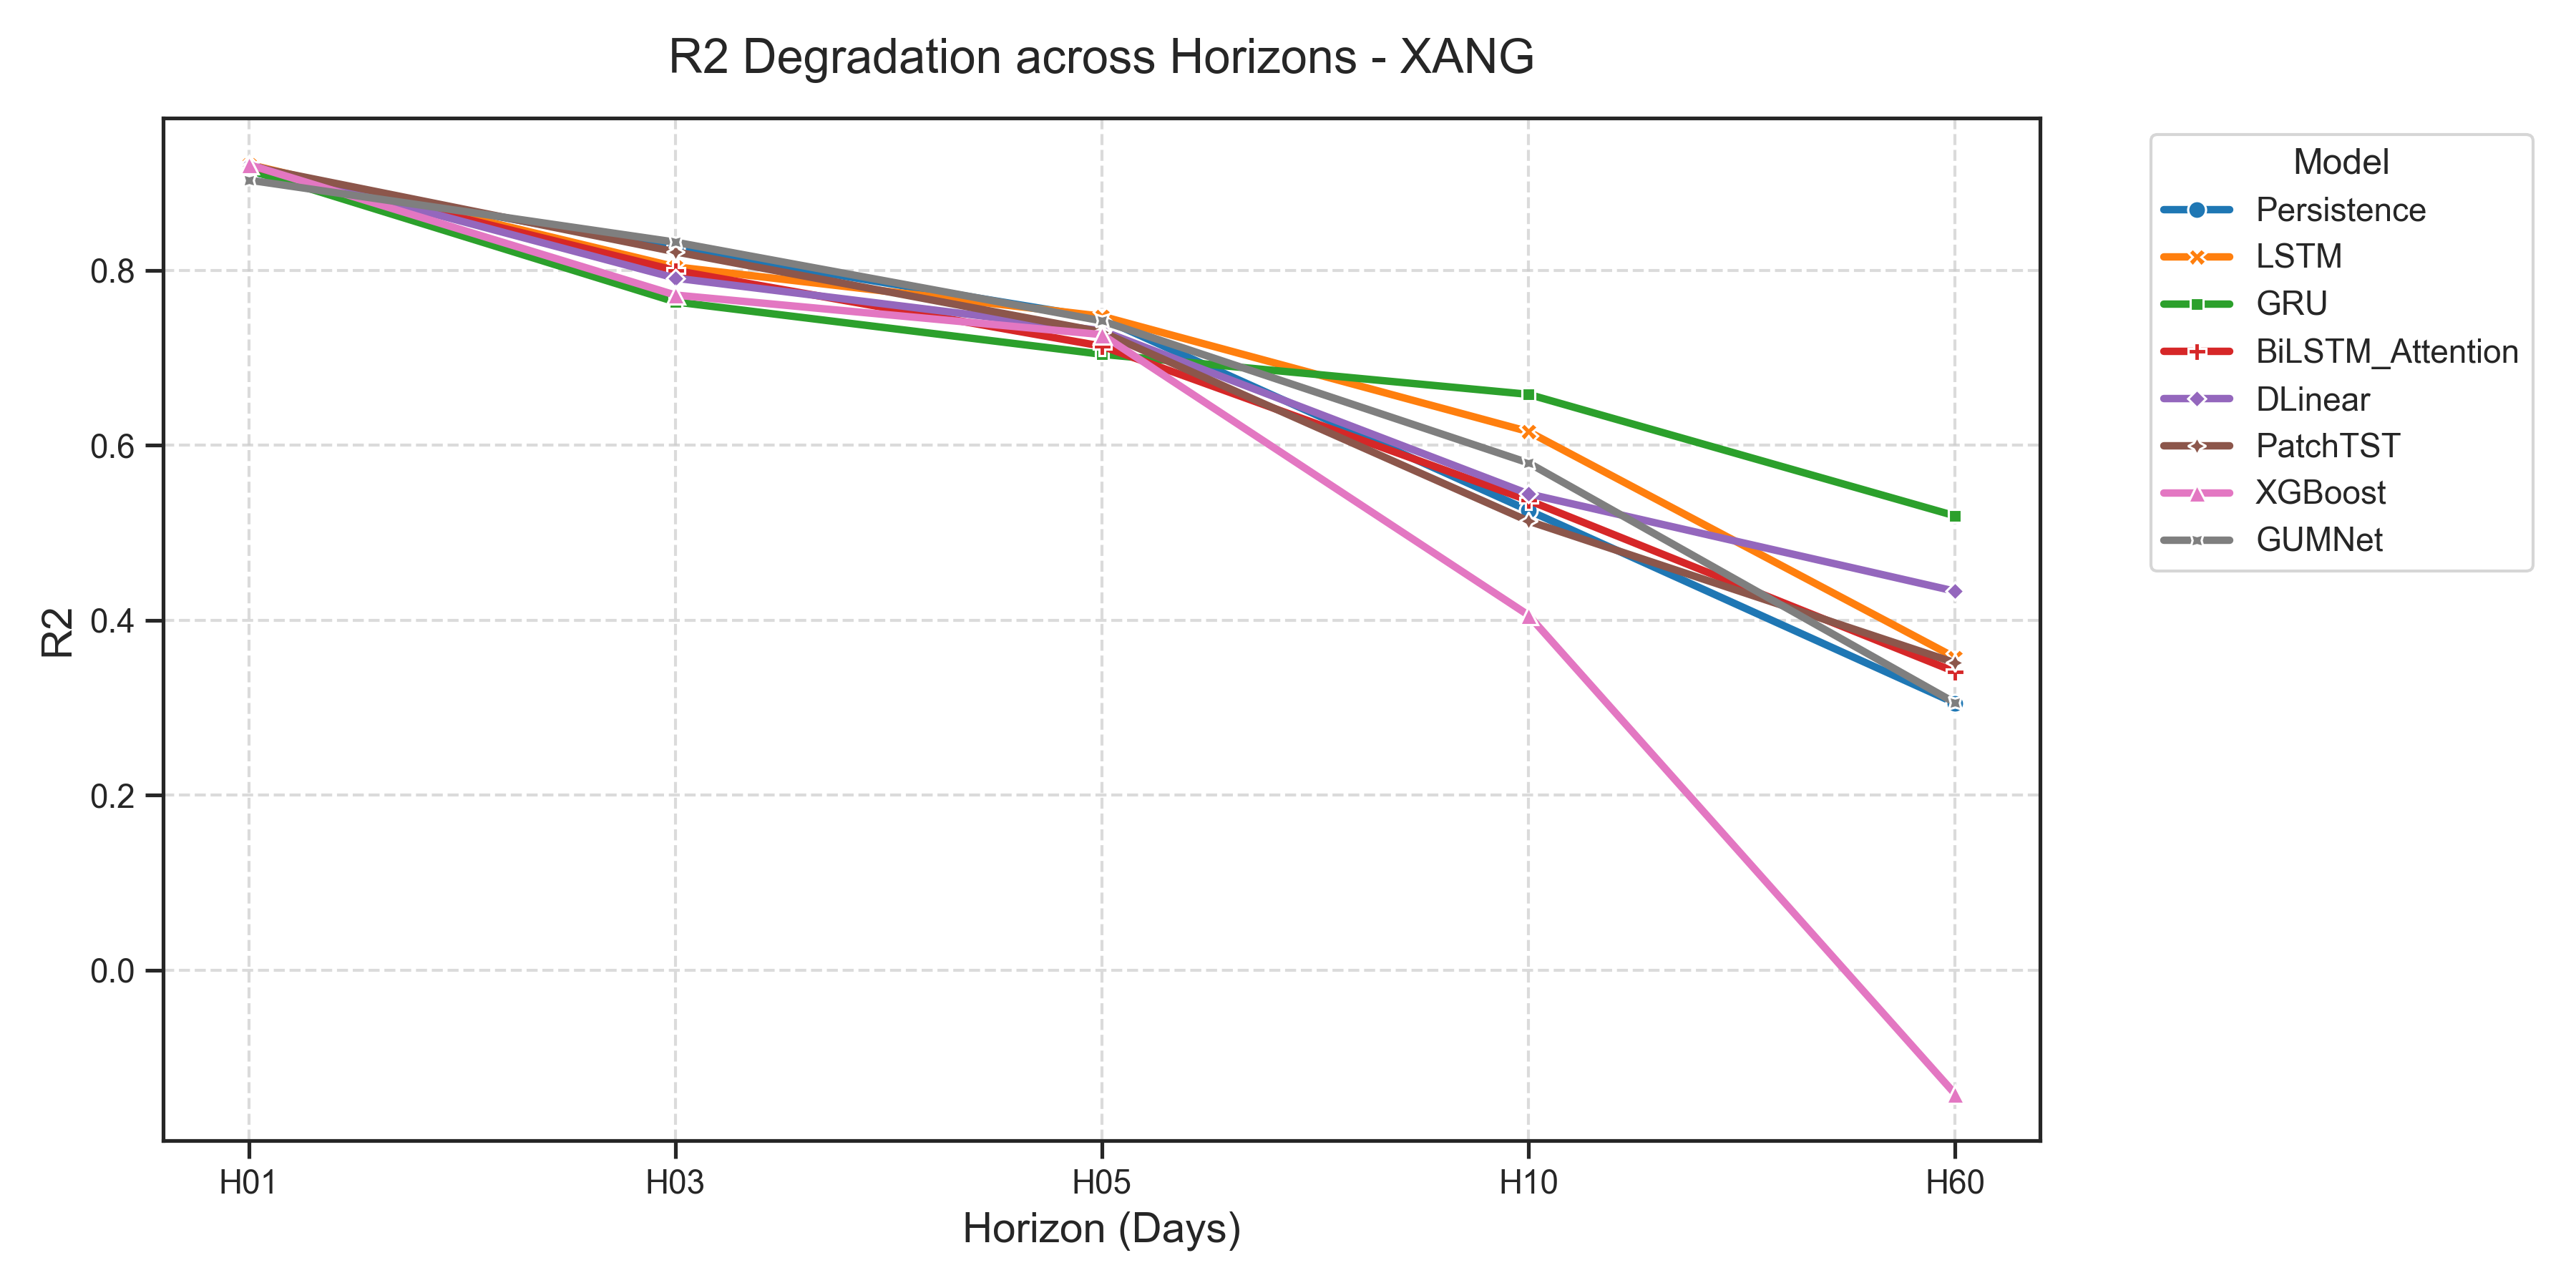 R2 Degradation across Horizons - XANG
Model
Persistence
LSTM
GRU
BiLSTM_Attention
DLinear
PatchTST
XGBoost
GUMNet
R2
0.8
0.6
0.4
0.2
0.0
H01
H03
H05
H10
H60
Horizon (Days)